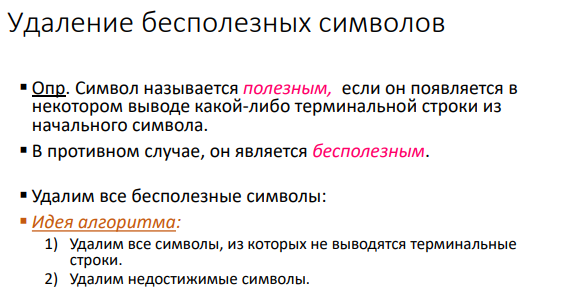 Удаление бесполезных символов
▪ Опр. Символ называется полезным, если он появляется в
некотором выводе какой-либо терминальной строки из
начального символа.
▪ В противном случае, он является бесполезным.
▪ Удалим все бесполезные символы:
▪ Идея алгоритма:
1) Удалим все символы, из которых не выводятся терминальные
строки.
2) Удалим недостижимые символы.